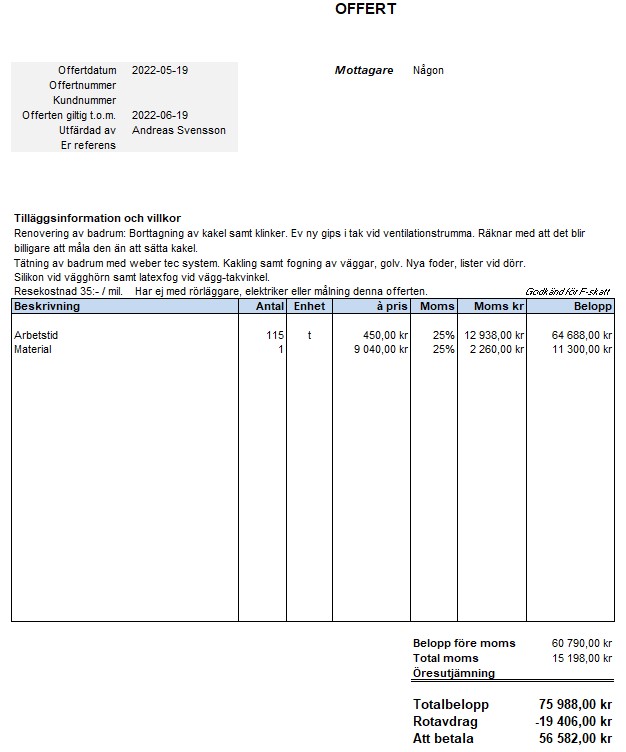 OFFERT
Offertdatum 2022-05-19 Mottagare Någon
Offertnummer
Kundnummer
Offerten giltig t.o.m. 2022-06-19
Utfärdad av Andreas Svensson
Er referens
Tilläggsinformation och villkor
Renovering av badrum: Borttagning av kakel samt klinker. Ev ny gips i tak vid ventilationstrumma. Räknar med att det blir
billigare att måla den än att sätta kakel.
Tätning av badrum med weber tec system. Kakling samt fogning av väggar, golv. Nya foder, lister vid dörr.
Silikon vid vägghörn samt latexfog vid vägg-takvinkel.
Resekostnad 35:- / mil. Har ej med rörläggare, elektriker eller målning denna offerten. Godkänd för F-skatt
Beskrivning Antal Enhet à pris Moms Moms kr Belopp
Arbetstid 115 t 450,00 kr 25% 12 938,00 kr 64 688,00 kr
Material 1 9 040,00 kr 25% 2 260,00 kr 11 300,00 kr
Belopp före moms 60 790,00 kr
Total moms 15 198,00 kr
Öresutjämning
Totalbelopp 75 988,00 kr
Rotavdrag -19 406,00 kr
Att betala 56 582,00 kr